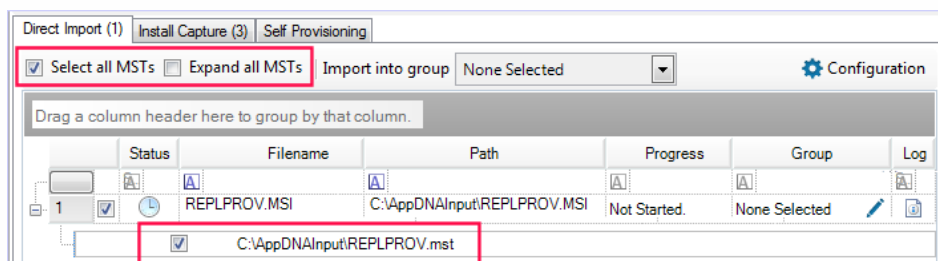 Direct Import (1) Install Capture (3) Self Provisioning
Select all MSTs Expand all MSTs Import into group None Selected Configuration
Drag a column header here to group by that column.
Status Filename Path Progress Group Log
A A A A A A
1 REPLPROV.MSI C:\AppDNAInput\REPLPROV.MSI Not Started. None Selected
C:\AppDNAInput\REPLPROV.mst